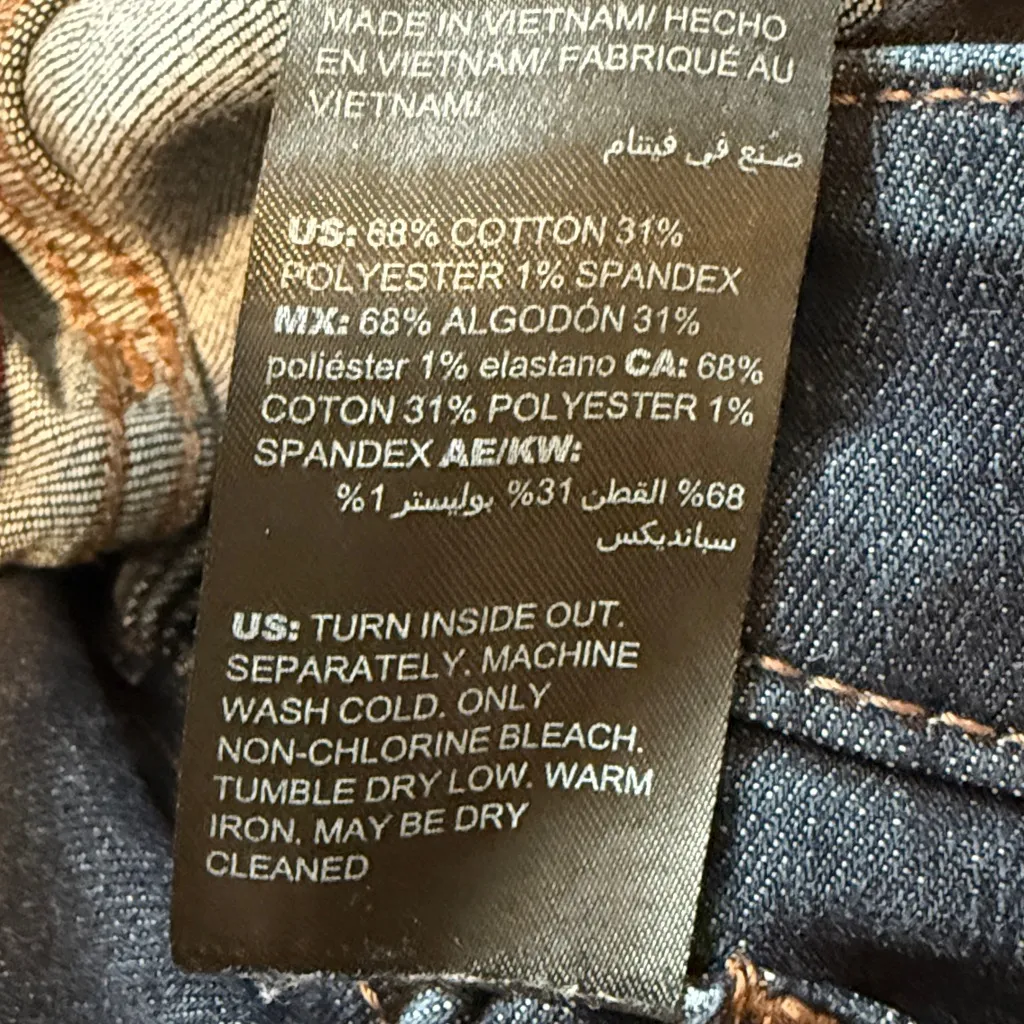 MADE IN VIETNAM/ HECHO
EN VIETNAM/ FABRIQUÉ AU
VIETNAM/
صنع في فيتنام
US: 68% COTTON 31%
POLYESTER 1% SPANDEX
MX: 68% ALGODÓN 31%
poliéster 1% elastano CA: 68%
COTON 31% POLYESTER 1%
SPANDEX AE/KW:
68% القطن 31% بوليستر 1%
سبانديكس
US: TURN INSIDE OUT.
SEPARATELY. MACHINE
WASH COLD. ONLY
NON-CHLORINE BLEACH.
TUMBLE DRY LOW. WARM
IRON. MAY BE DRY
CLEANED